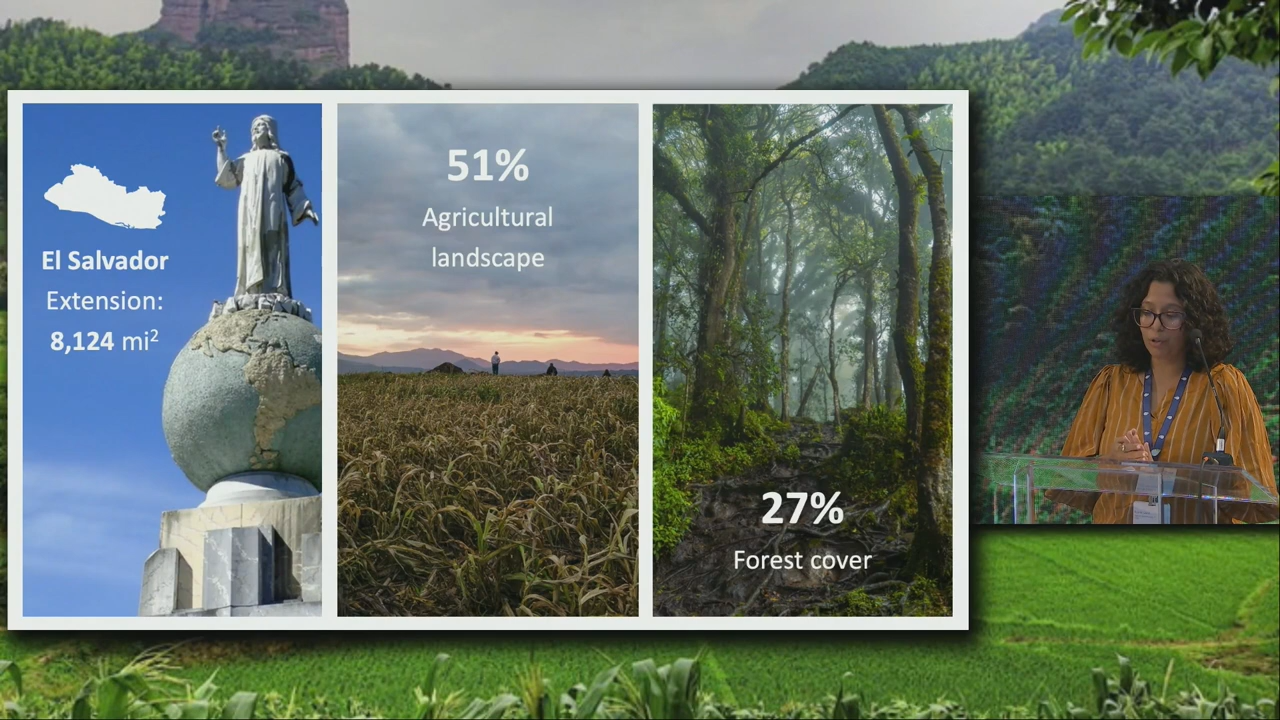 El Salvador
Extension:
8,124 mi²
51%
Agricultural
landscape
27%
Forest cover